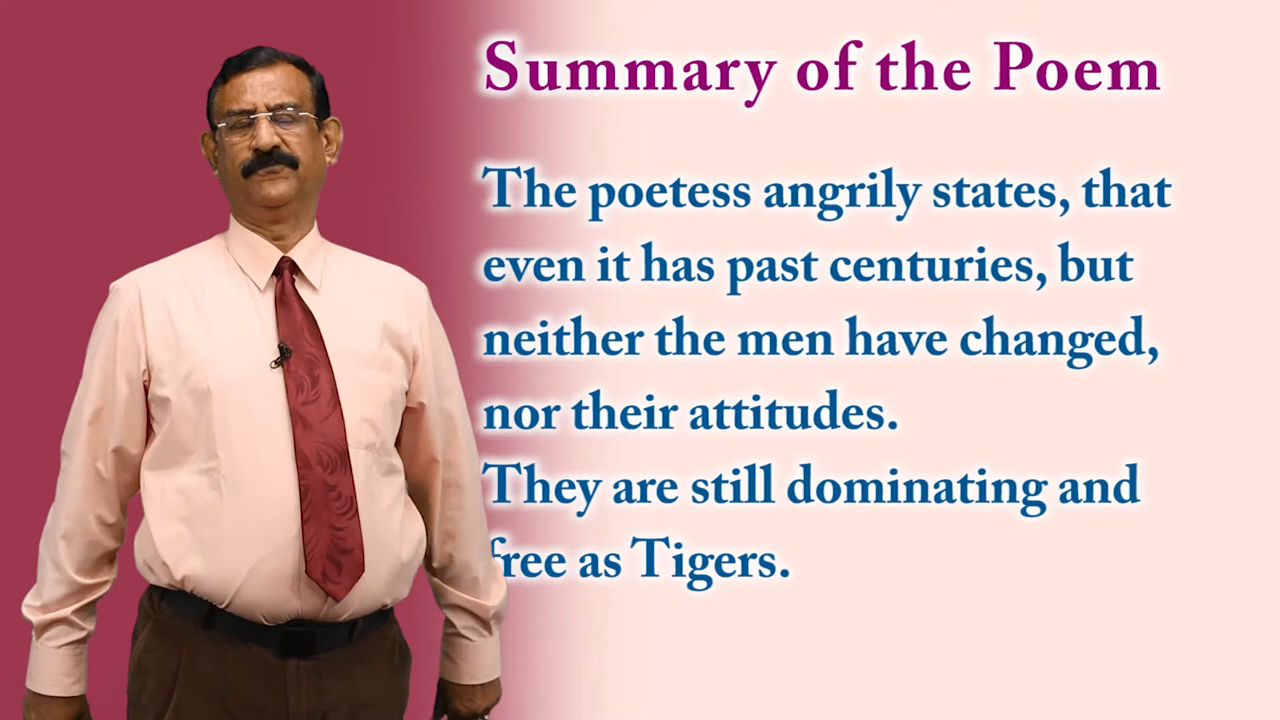 Summary of the Poem
The poetess angrily states, that
even it has past centuries, but
neither the men have changed,
nor their attitudes.
They are still dominating and
free as Tigers.